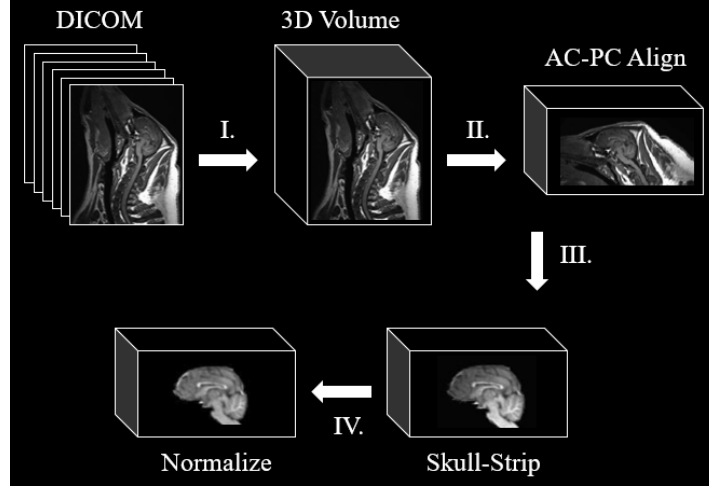 DICOM
3D Volume
AC-PC Align
I.
II.
III.
IV.
Normalize
Skull-Strip